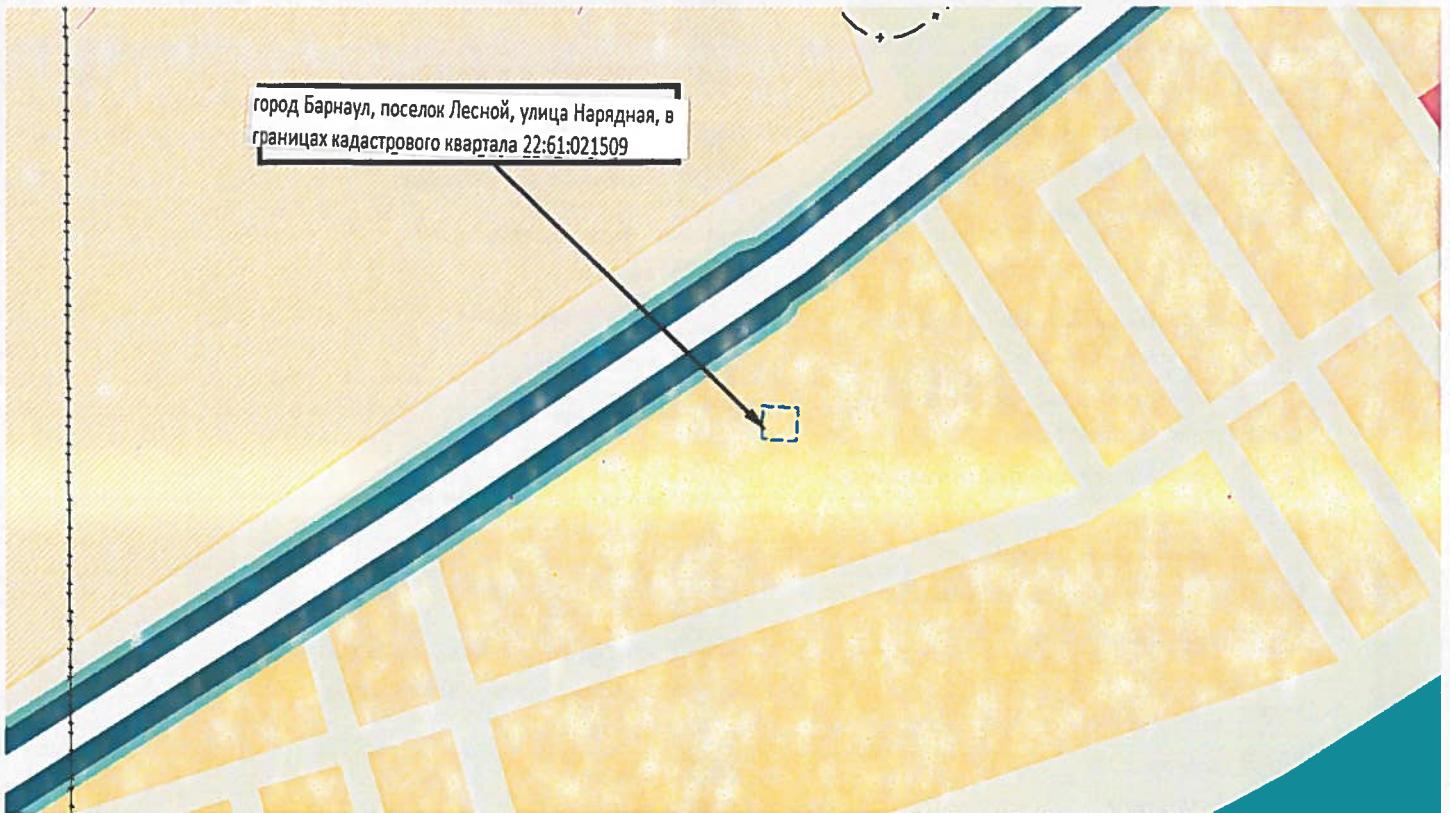 город Барнаул, поселок Лесной, улица Нарядная, в
границах кадастрового квартала 22:61:021509